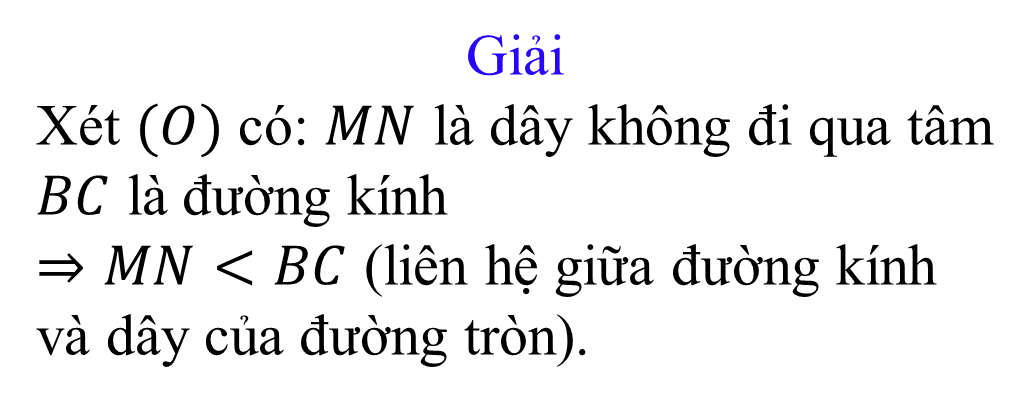 Giải
Xét (O) có: MN là dây không đi qua tâm
BC là đường kính
⇒ MN < BC (liên hệ giữa đường kính
và dây của đường tròn).